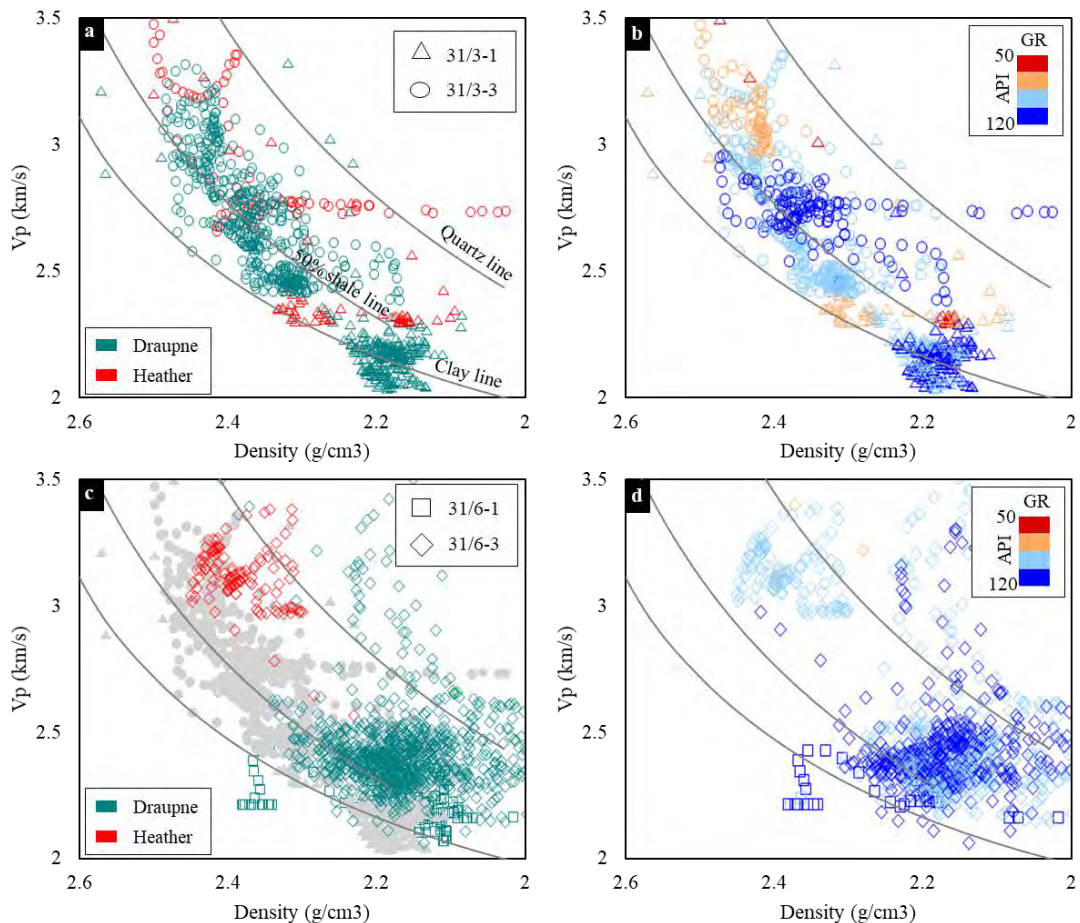 3.5
a
31/3-1
31/3-3
3
Vp (km/s)
2.5
Quartz line
50% shale line
Clay line
Draupne
Heather
2
2.6
2.4
2.2
2
Density (g/cm3)
3.5
b
GR
50
API
120
3
Vp (km/s)
2.5
2
2.6
2.4
2.2
2
Density (g/cm3)
3.5
c
31/6-1
31/6-3
3
Vp (km/s)
2.5
Draupne
Heather
2
2.6
2.4
2.2
2
Density (g/cm3)
3.5
d
GR
50
API
120
3
Vp (km/s)
2.5
2
2.6
2.4
2.2
2
Density (g/cm3)